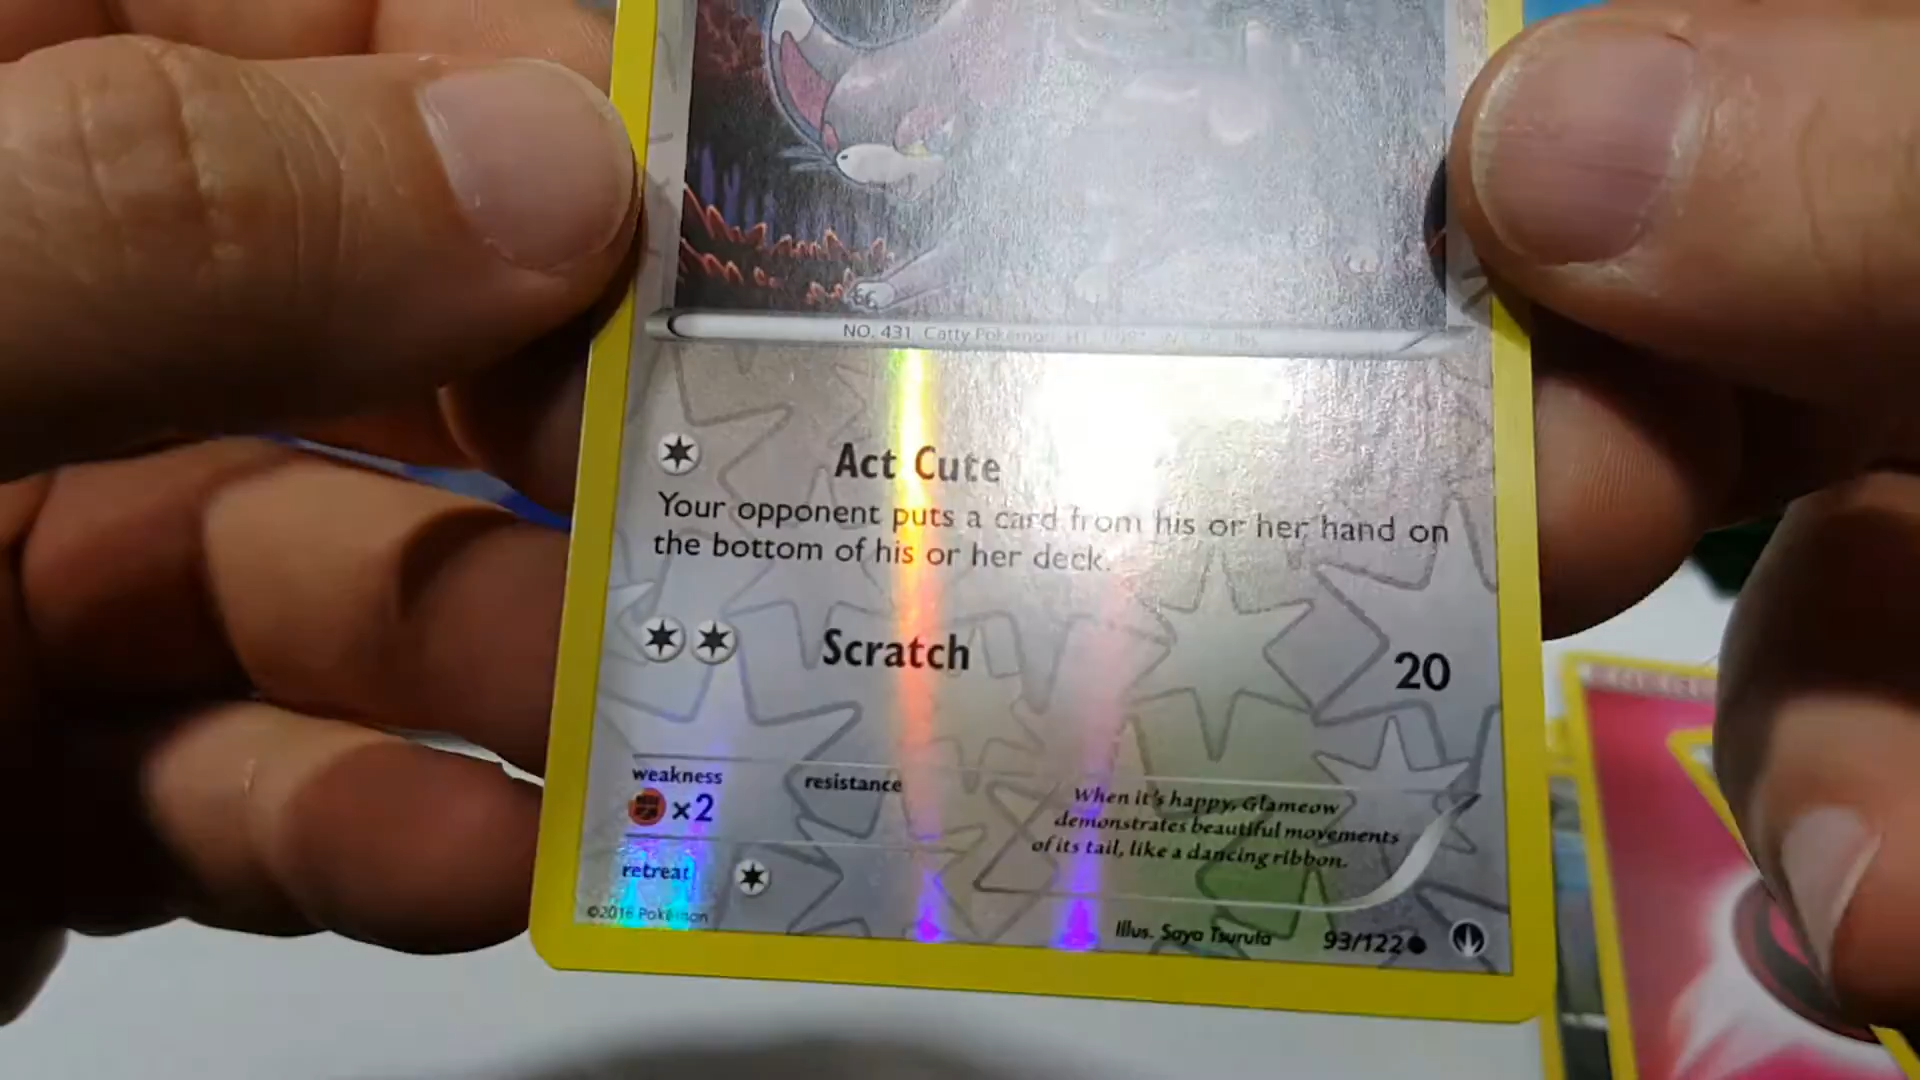 NO. 431 Catty Pokémon HT.
Act Cute
Your opponent puts a card from his or her hand on
the bottom of his or her deck.
Scratch
20
weakness
×2
resistance
When it's happy, Glameow
demonstrates beautiful movements
of its tail, like a dancing ribbon.
retreat
©2016 Pokémon
Illus. Saya Tsuruta
93/122